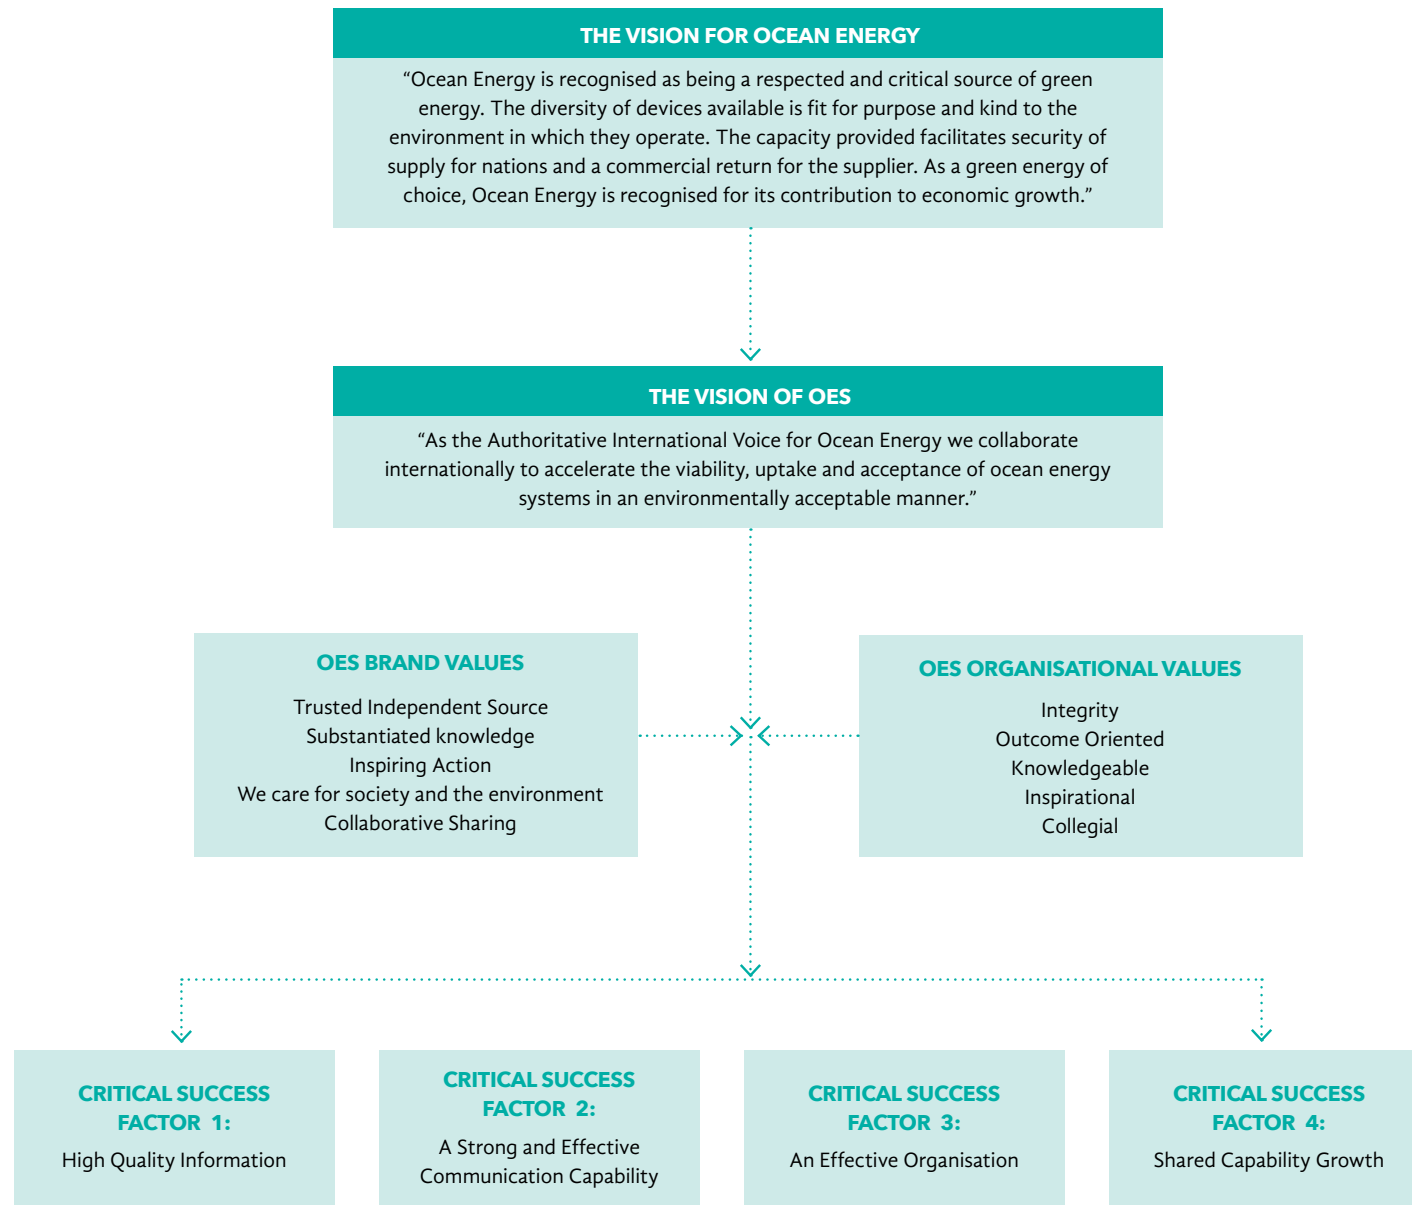 THE VISION FOR OCEAN ENERGY
“Ocean Energy is recognised as being a respected and critical source of green
energy. The diversity of devices available is fit for purpose and kind to the
environment in which they operate. The capacity provided facilitates security of
supply for nations and a commercial return for the supplier. As a green energy of
choice, Ocean Energy is recognised for its contribution to economic growth.”
THE VISION OF OES
“As the Authoritative International Voice for Ocean Energy we collaborate
internationally to accelerate the viability, uptake and acceptance of ocean energy
systems in an environmentally acceptable manner.”
OES BRAND VALUES
Trusted Independent Source
Substantiated knowledge
Inspiring Action
We care for society and the environment
Collaborative Sharing
OES ORGANISATIONAL VALUES
Integrity
Outcome Oriented
Knowledgeable
Inspirational
Collegial
CRITICAL SUCCESS
FACTOR 1:
High Quality Information
CRITICAL SUCCESS
FACTOR 2:
A Strong and Effective
Communication Capability
CRITICAL SUCCESS
FACTOR 3:
An Effective Organisation
CRITICAL SUCCESS
FACTOR 4:
Shared Capability Growth